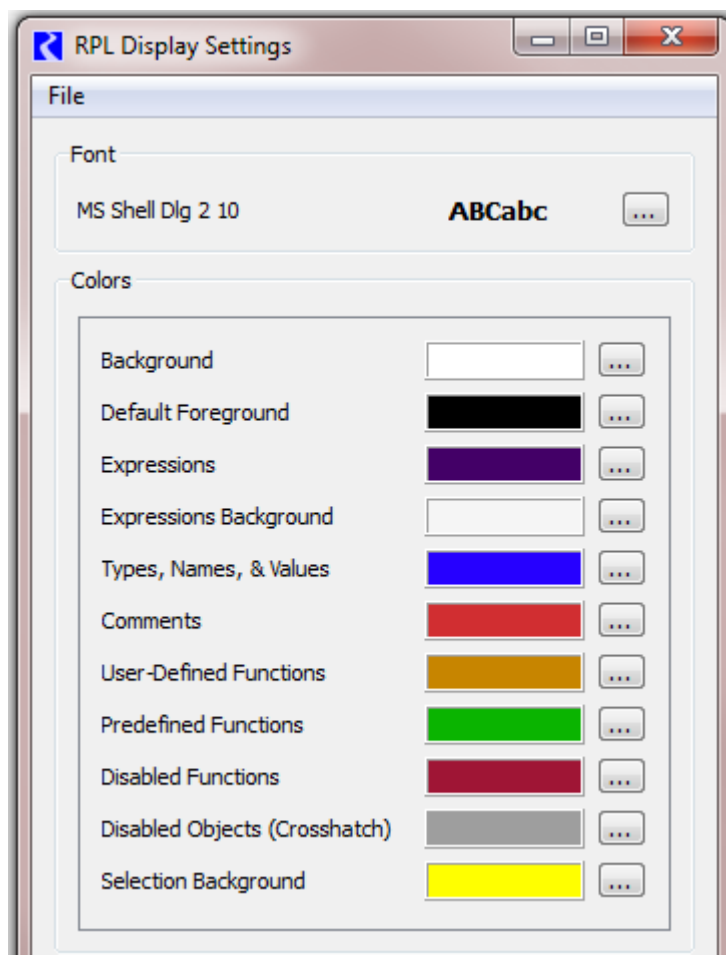 RPL Display Settings
File
Font
MS Shell Dlg 2 10 ABCabc ...
Colors
Background ...
Default Foreground ...
Expressions ...
Expressions Background ...
Types, Names, & Values ...
Comments ...
User-Defined Functions ...
Predefined Functions ...
Disabled Functions ...
Disabled Objects (Crosshatch) ...
Selection Background ...